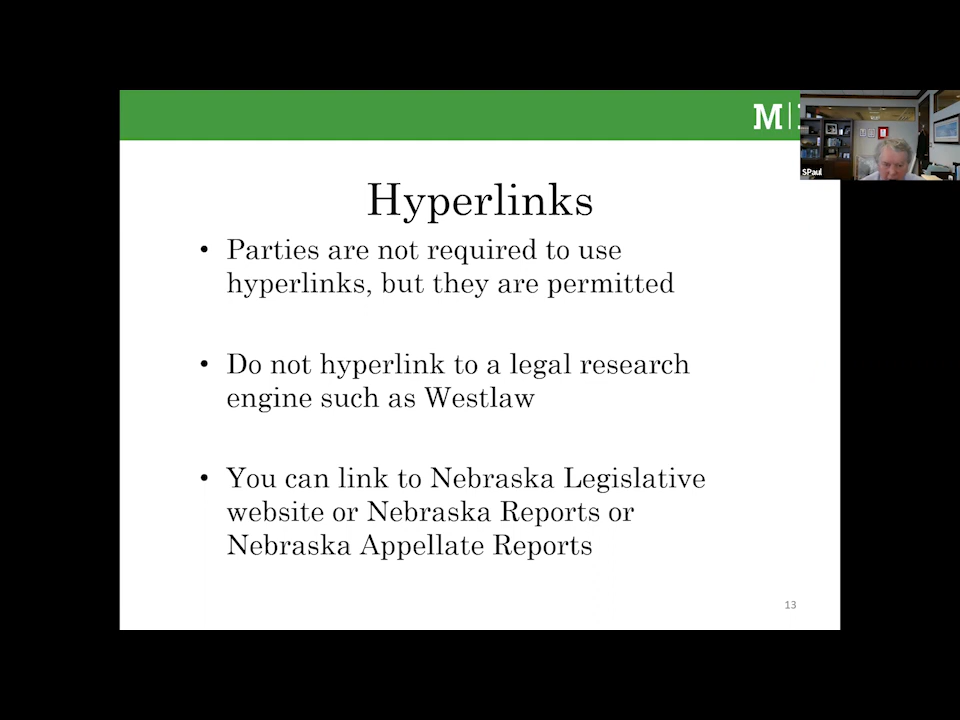 M|
SPaul
Hyperlinks
• Parties are not required to use
hyperlinks, but they are permitted
• Do not hyperlink to a legal research
engine such as Westlaw
• You can link to Nebraska Legislative
website or Nebraska Reports or
Nebraska Appellate Reports
13